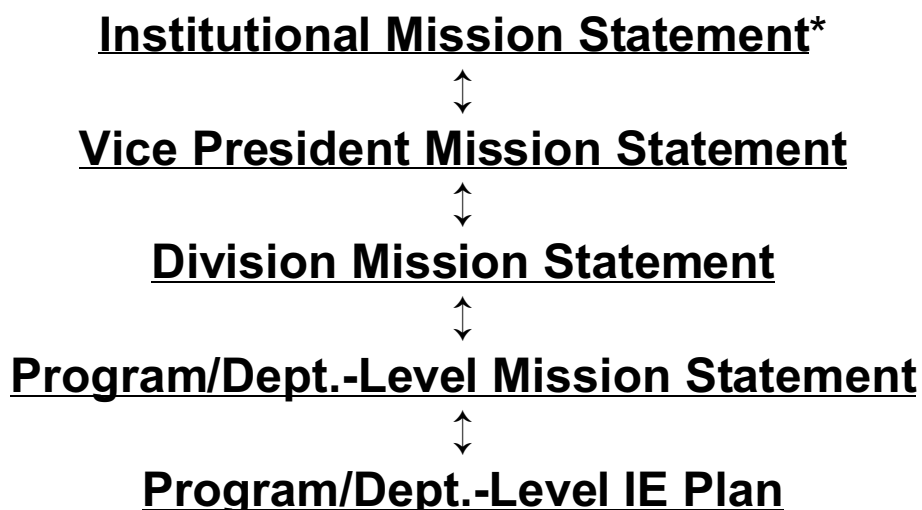 Institutional Mission Statement*
↕
Vice President Mission Statement
↕
Division Mission Statement
↕
Program/Dept.-Level Mission Statement
↕
Program/Dept.-Level IE Plan